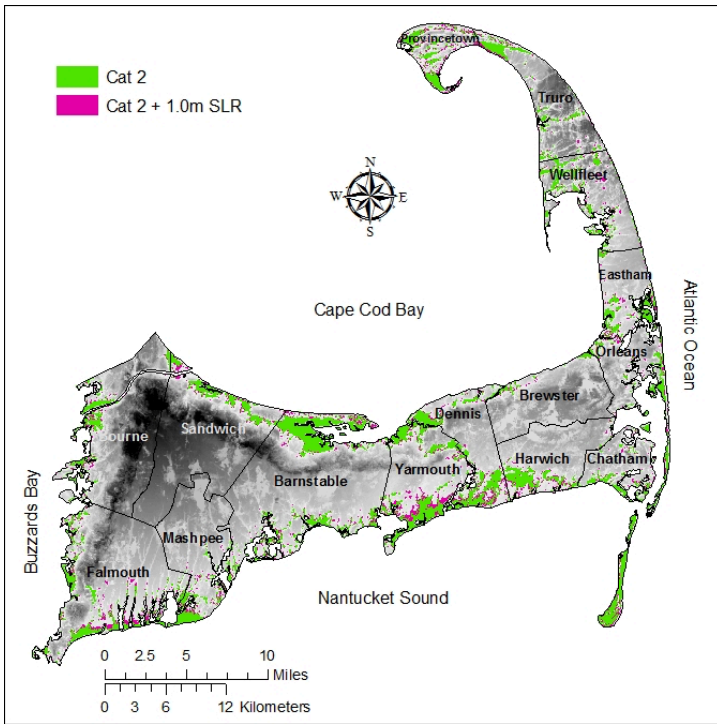 Provincetown
Cat 2
Cat 2 + 1.0m SLR
Truro
N
W E
S
Wellfleet
Eastham
Cape Cod Bay
Atlantic Ocean
Orleans
Brewster
Dennis
Bourne
Sandwich
Harwich
Chatham
Yarmouth
Barnstable
Buzzards Bay
Mashpee
Falmouth
Nantucket Sound
0 2.5 5 10
Miles
0 3 6 12
Kilometers